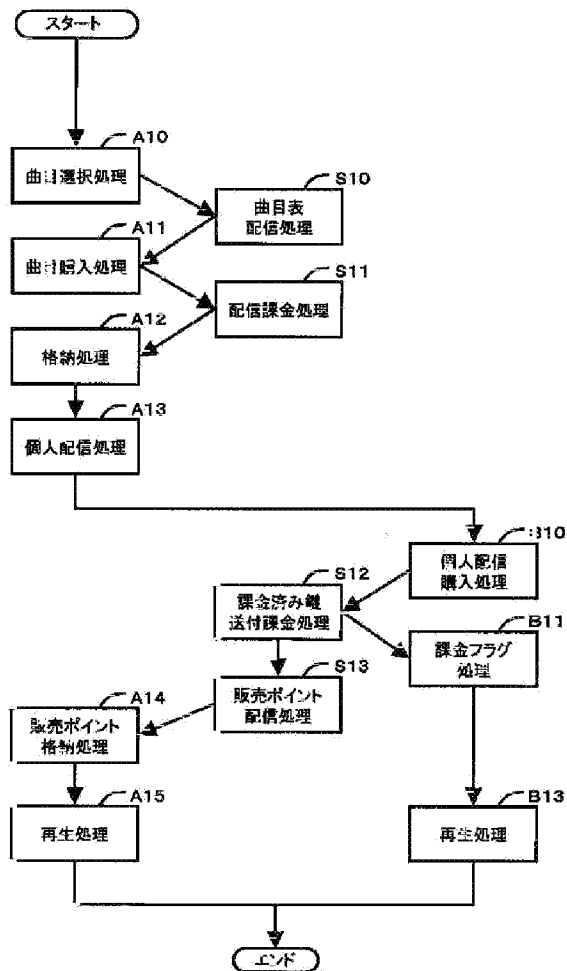 スタート
A10
曲目選択処理
S10
曲目表
配信処理
A11
曲目購入処理
S11
配信課金処理
A12
格納処理
A13
個人配信処理
B10
個人配信
購入処理
S12
課金済み鍵
送付課金処理
B11
課金フラグ
処理
S13
販売ポイント
配信処理
A14
販売ポイント
格納処理
A15
再生処理
B13
再生処理
エンド